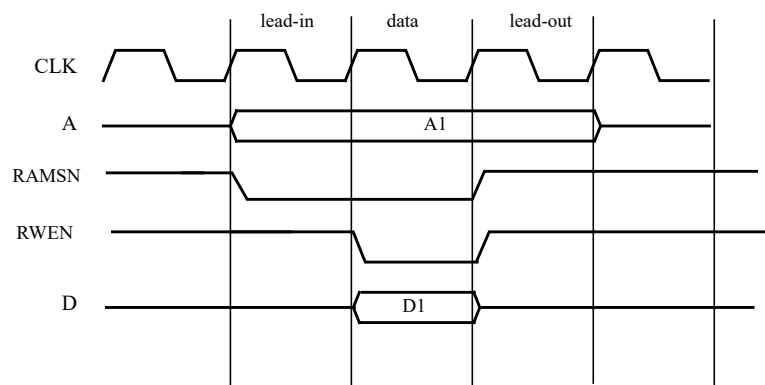 lead-in data lead-out
CLK
A A1
RAMSN
RWEN
D D1